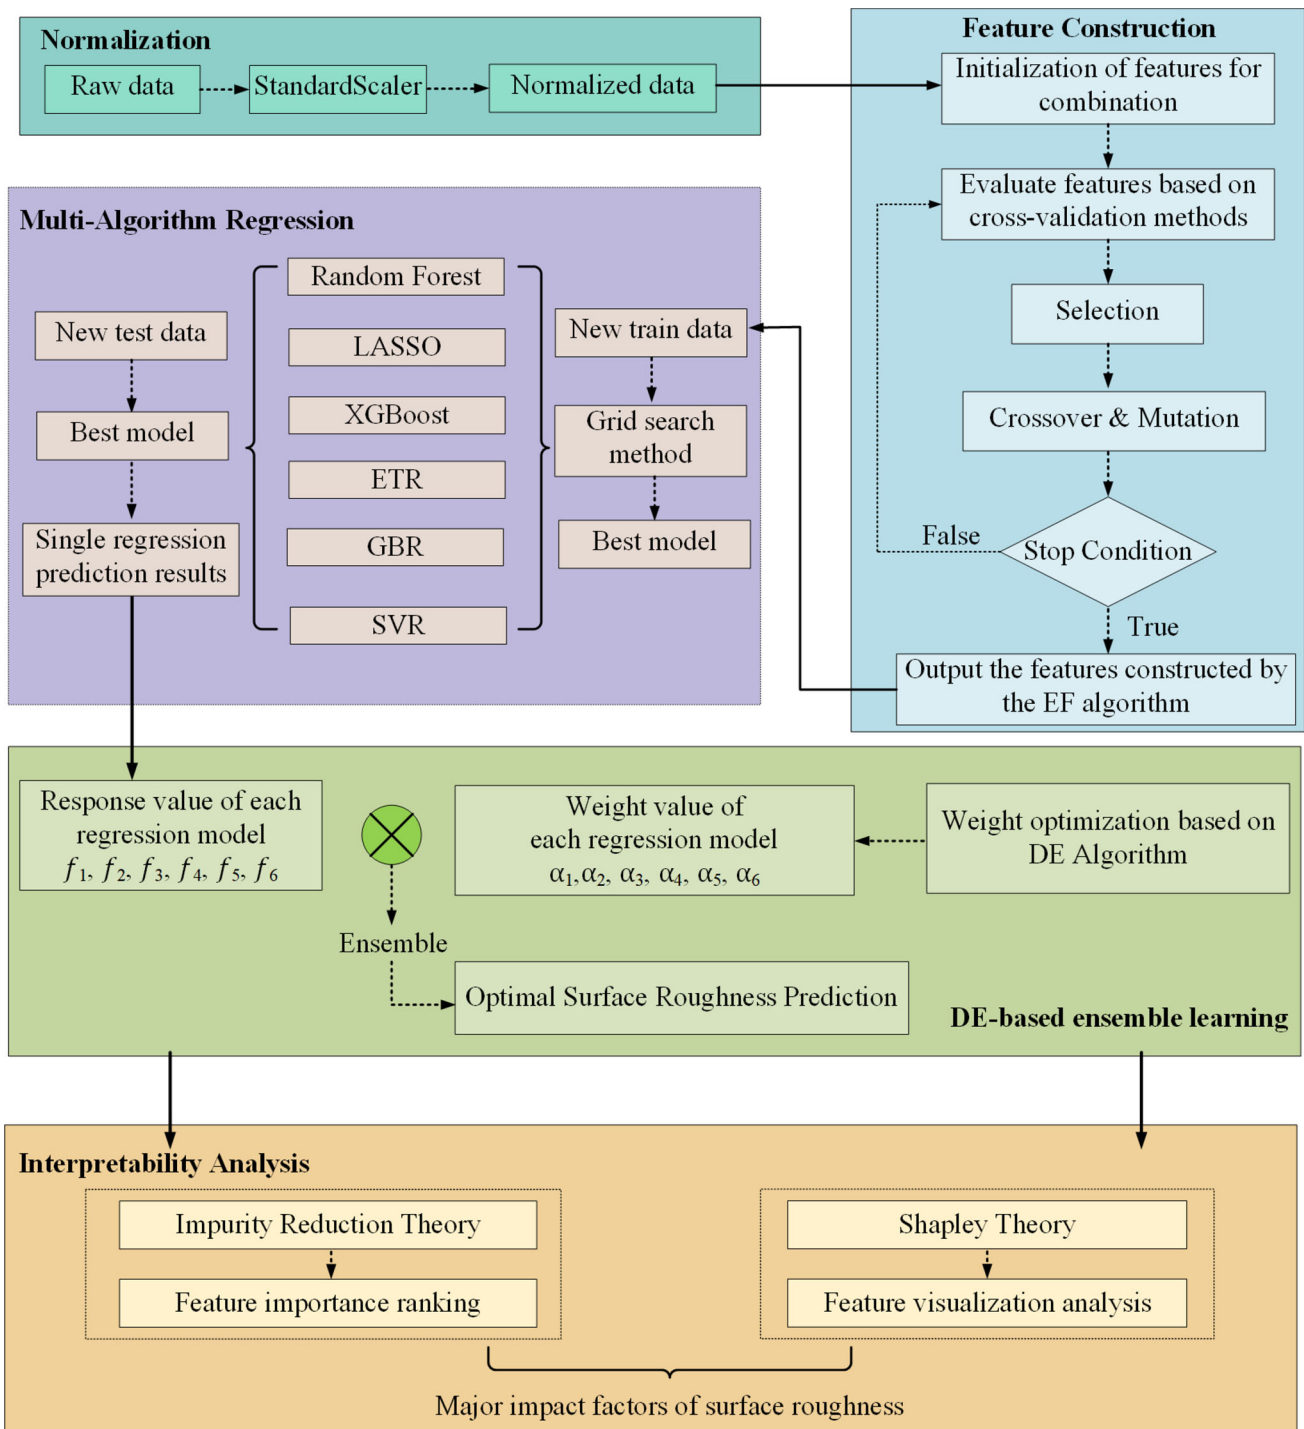 Normalization
Raw data
StandardScaler
Normalized data
Feature Construction
Initialization of features for
combination
Evaluate features based on
cross-validation methods
Selection
Crossover & Mutation
Stop Condition
False
True
Output the features constructed by
the EF algorithm
Multi-Algorithm Regression
New test data
Best model
Single regression
prediction results
Random Forest
LASSO
XGBoost
ETR
GBR
SVR
New train data
Grid search
method
Best model
Response value of each
regression model
f₁, f₂, f₃, f₄, f₅, f₆
Weight value of
each regression model
α₁,α₂, α₃, α₄, α₅, α₆
Weight optimization based on
DE Algorithm
Ensemble
Optimal Surface Roughness Prediction
DE-based ensemble learning
Interpretability Analysis
Impurity Reduction Theory
Feature importance ranking
Shapley Theory
Feature visualization analysis
Major impact factors of surface roughness